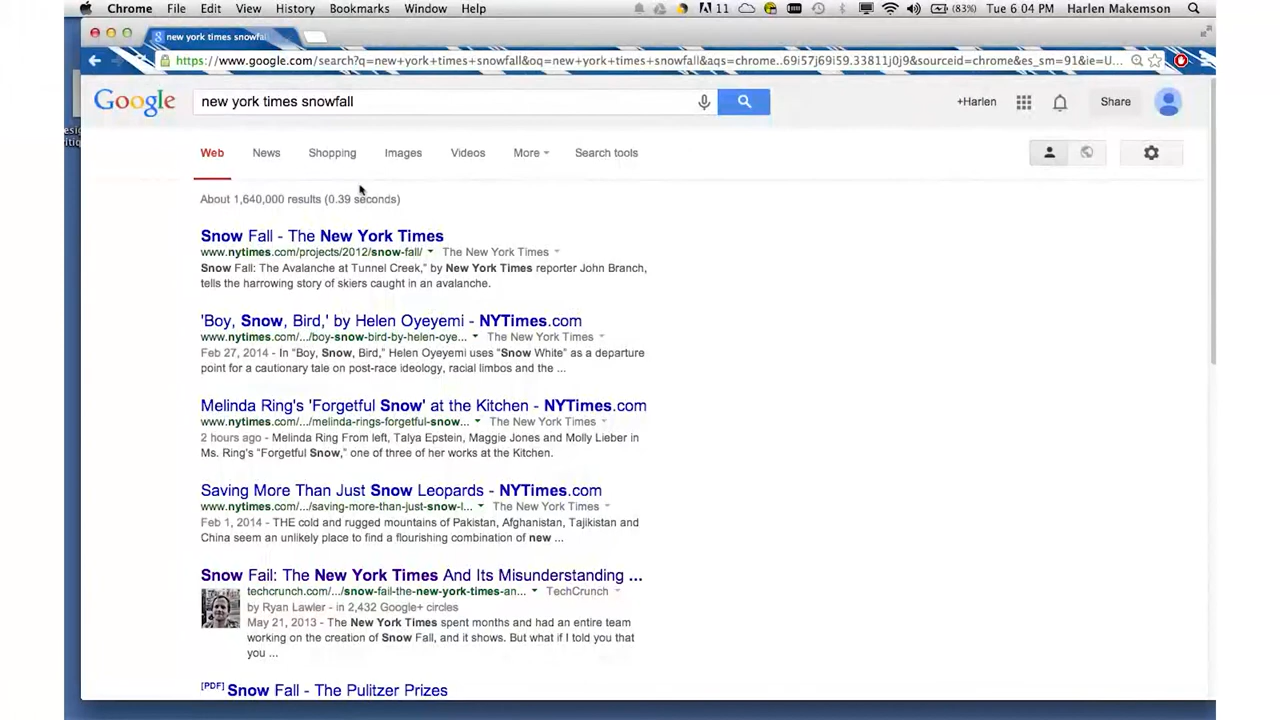 Chrome File Edit View History Bookmarks Window Help 11 (83%) Tue 6:04 PM Harlen Makemson
new york times snowfal
https://www.google.com/search?q=new+york+times+snowfall&oq=new+york+times+snowfall&aqs=chrome..69i57j69i59.33811j0j9&sourceid=chrome&es_sm=91&ie=U...
Google new york times snowfall +Harlen Share
Web News Shopping Images Videos More Search tools
About 1,640,000 results (0.39 seconds)
Snow Fall - The New York Times
www.nytimes.com/projects/2012/snow-fall/ The New York Times
Snow Fall: The Avalanche at Tunnel Creek," by New York Times reporter John Branch,
tells the harrowing story of skiers caught in an avalanche.
'Boy, Snow, Bird,' by Helen Oyeyemi - NYTimes.com
www.nytimes.com/.../boy-snow-bird-by-helen-oye... The New York Times
Feb 27, 2014 - In "Boy, Snow, Bird," Helen Oyeyemi uses "Snow White" as a departure
point for a cautionary tale on post-race ideology, racial limbos and the ...
Melinda Ring's 'Forgetful Snow' at the Kitchen - NYTimes.com
www.nytimes.com/.../melinda-rings-forgetful-snow... The New York Times
2 hours ago - Melinda Ring From left, Talya Epstein, Maggie Jones and Molly Lieber in
Ms. Ring's "Forgetful Snow," one of three of her works at the Kitchen.
Saving More Than Just Snow Leopards - NYTimes.com
www.nytimes.com/.../saving-more-than-just-snow-l... The New York Times
Feb 1, 2014 - THE cold and rugged mountains of Pakistan, Afghanistan, Tajikistan and
China seem an unlikely place to find a flourishing combination of new ...
Snow Fail: The New York Times And Its Misunderstanding ...
techcrunch.com/.../snow-fail-the-new-york-times-an... TechCrunch
by Ryan Lawler - in 2,432 Google+ circles
May 21, 2013 - The New York Times spent months and had an entire team
working on the creation of Snow Fall, and it shows. But what if I told you that
you ...
[PDF] Snow Fall - The Pulitzer Prizes